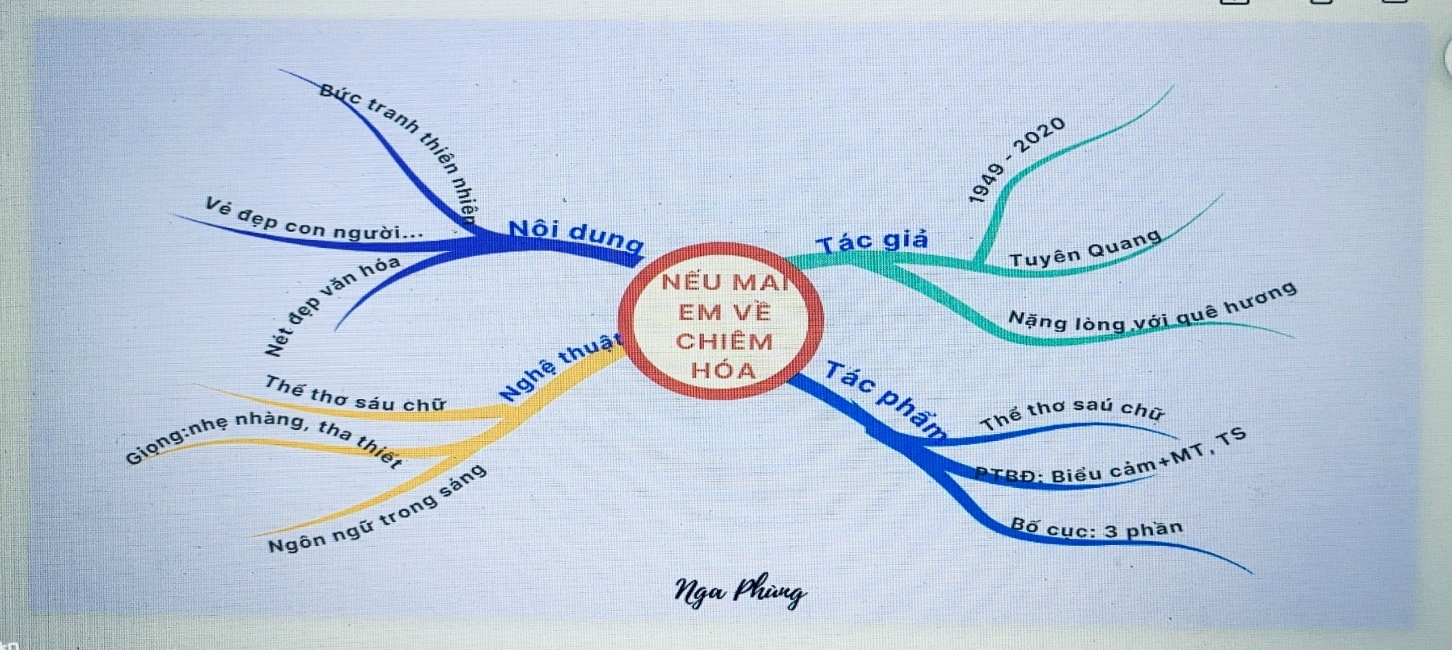 NẾU MAI
EM VỀ
CHIÊM
HÓA
Tác giả
1949 - 2020
Tuyên Quang
Nặng lòng với quê hương
Tác phẩm
Thể thơ saú chữ
PTBĐ: Biểu cảm+MT, TS
Bố cục: 3 phần
Nội dung
Bức tranh thiên nhiên
Vẻ đẹp con người...
Nét đẹp văn hóa
Nghệ thuật
Thể thơ sáu chữ
Giọng:nhẹ nhàng, tha thiết
Ngôn ngữ trong sáng
Nga Phùng